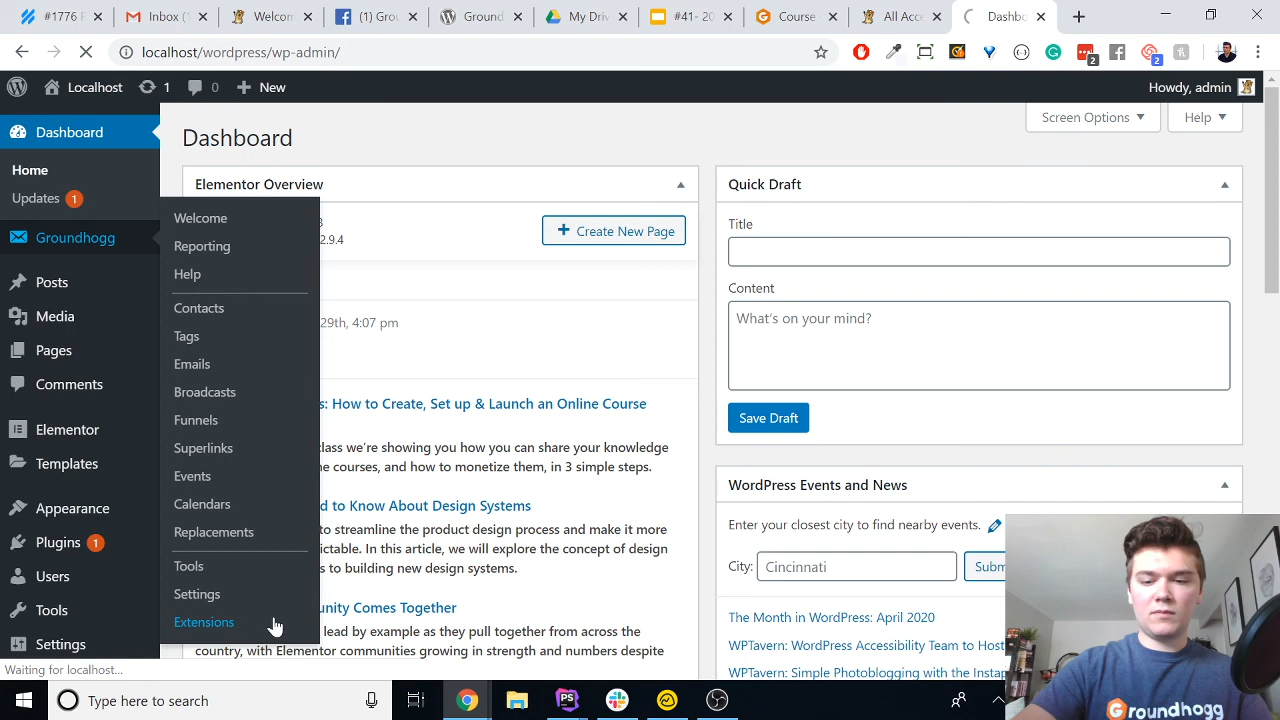 #1776 F
Inbox (1
Welcom
(1) Grou
Ground
My Driv
#41- 20
Course
All Acce
Dashbo
localhost/wordpress/wp-admin/
2
2
Localhost
1
0
New
Howdy, admin
Dashboard
Home
Updates 1
Groundhogg
Posts
Media
Pages
Comments
Elementor
Templates
Appearance
Plugins 1
Users
Tools
Settings
Waiting for localhost...
Welcome
Reporting
Help
Contacts
Tags
Emails
Broadcasts
Funnels
Superlinks
Events
Calendars
Replacements
Tools
Settings
Extensions
Screen Options
Help
Dashboard
Elementor Overview
2.9.4
Create New Page
29th, 4:07 pm
s: How to Create, Set up & Launch an Online Course
class we're showing you how you can share your knowledge
ne courses, and how to monetize them, in 3 simple steps.
d to Know About Design Systems
to streamline the product design process and make it more
dictable. In this article, we will explore the concept of design
s to building new design systems.
unity Comes Together
lead by example as they pull together from across the
country, with Elementor communities growing in strength and numbers despite
Quick Draft
Title
Content
What's on your mind?
Save Draft
WordPress Events and News
Enter your closest city to find nearby events.
City: Cincinnati
Subm
The Month in WordPress: April 2020
WPTavern: WordPress Accessibility Team to Host
WPTavern: Simple Photoblogging with the Instap
Groundhogg
Type here to search
PS